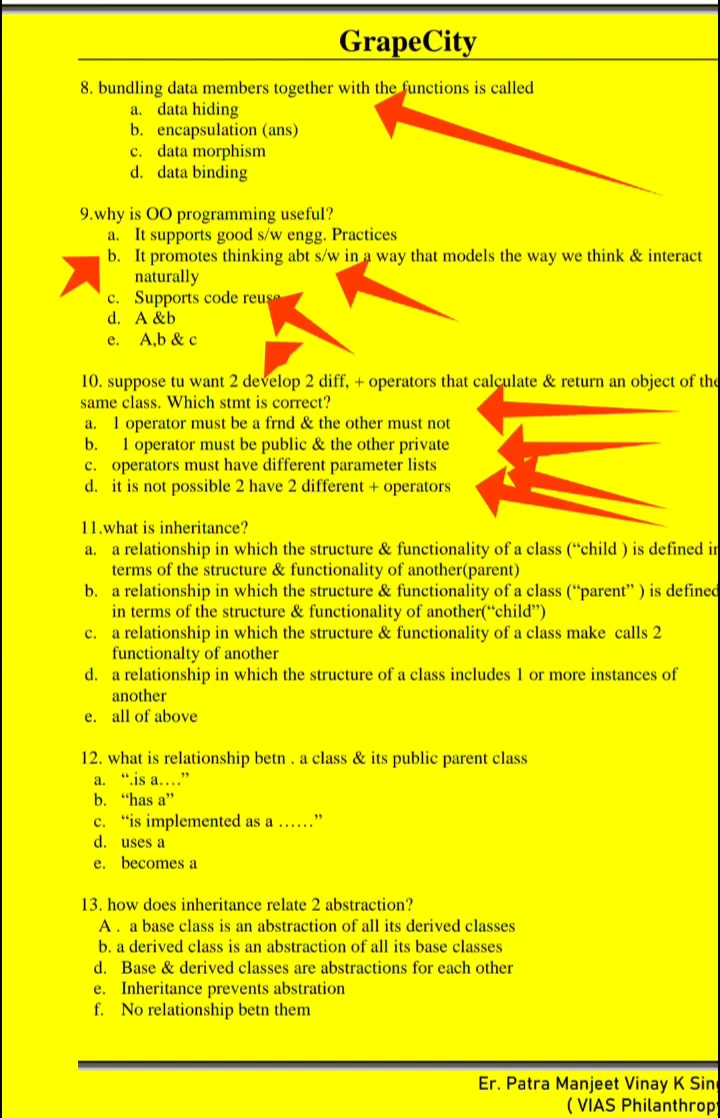 GrapeCity
8. bundling data members together with the functions is called
a. data hiding
b. encapsulation (ans)
c. data morphism
d. data binding
9.why is OO programming useful?
a. It supports good s/w engg. Practices
b. It promotes thinking abt s/w in a way that models the way we think & interact
naturally
c. Supports code reuse
d. A &b
e. A,b & c
10. suppose tu want 2 develop 2 diff, + operators that calculate & return an object of the
same class. Which stmt is correct?
a. 1 operator must be a frnd & the other must not
b. 1 operator must be public & the other private
c. operators must have different parameter lists
d. it is not possible 2 have 2 different + operators
11.what is inheritance?
a. a relationship in which the structure & functionality of a class (“child ) is defined in
terms of the structure & functionality of another(parent)
b. a relationship in which the structure & functionality of a class (“parent” ) is defined
in terms of the structure & functionality of another(“child”)
c. a relationship in which the structure & functionality of a class make calls 2
functionalty of another
d. a relationship in which the structure of a class includes 1 or more instances of
another
e. all of above
12. what is relationship betn . a class & its public parent class
a. “.is a….”
b. “has a”
c. “is implemented as a ……”
d. uses a
e. becomes a
13. how does inheritance relate 2 abstraction?
A . a base class is an abstraction of all its derived classes
b. a derived class is an abstraction of all its base classes
d. Base & derived classes are abstractions for each other
e. Inheritance prevents abstration
f. No relationship betn them
Er. Patra Manjeet Vinay K
( VIAS